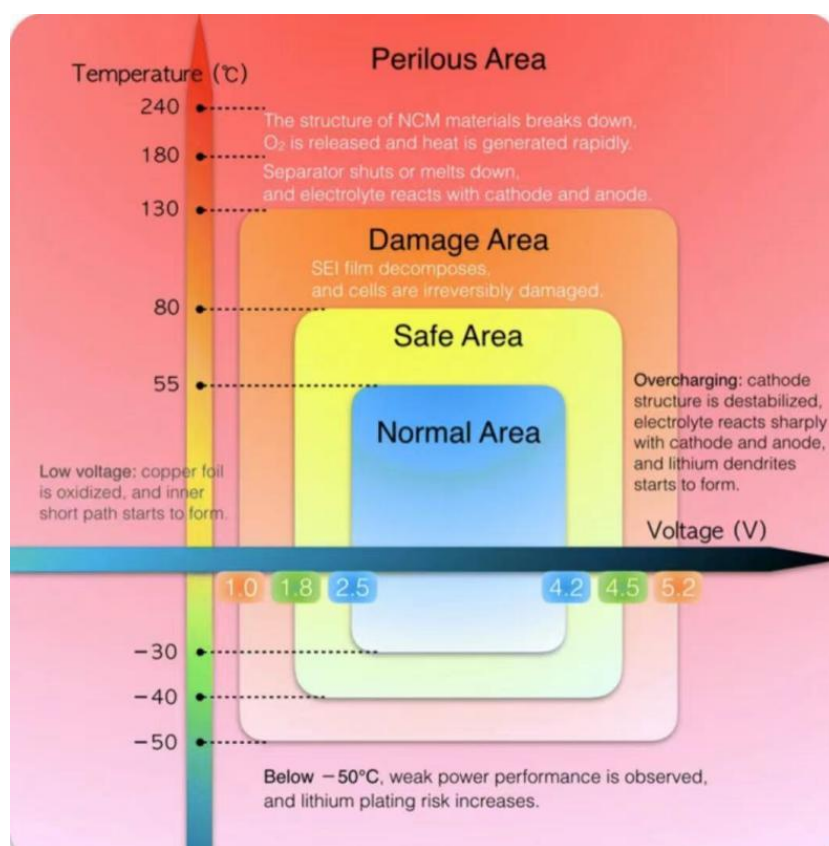 Perilous Area
Temperature (℃)
240
The structure of NCM materials breaks down,
O₂ is released and heat is generated rapidly.
180
Separator shuts or melts down,
and electrolyte reacts with cathode and anode.
130
Damage Area
SEI film decomposes,
and cells are irreversibly damaged.
80
Safe Area
55
Overcharging: cathode
structure is destabilized,
electrolyte reacts sharply
with cathode and anode,
and lithium dendrites
starts to form.
Normal Area
Low voltage: copper foil
is oxidized, and inner
short path starts to form.
Voltage (V)
1.0 1.8 2.5 4.2 4.5 5.2
−30
−40
−50
Below −50°C, weak power performance is observed,
and lithium plating risk increases.